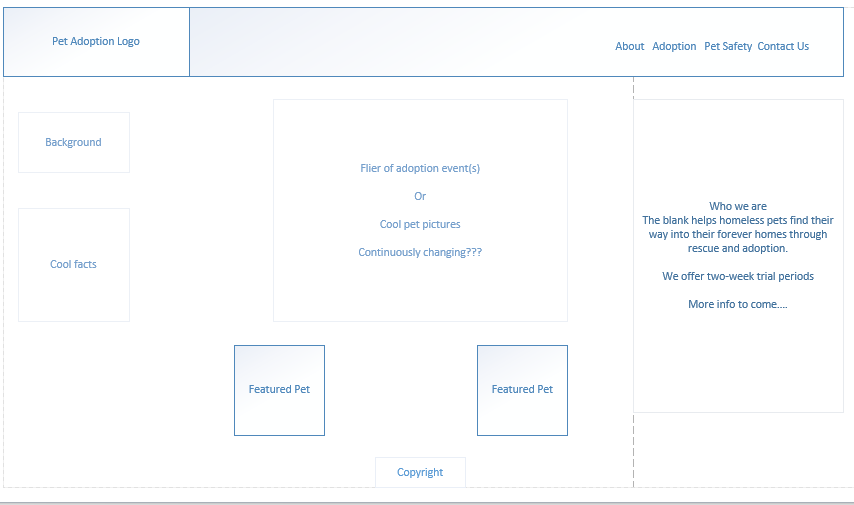 Pet Adoption Logo
About Adoption Pet Safety Contact Us
Background
Cool facts
Flier of adoption event(s)
Or
Cool pet pictures
Continuously changing???
Who we are
The blank helps homeless pets find their
way into their forever homes through
rescue and adoption.
We offer two-week trial periods
More info to come....
Featured Pet
Featured Pet
Copyright